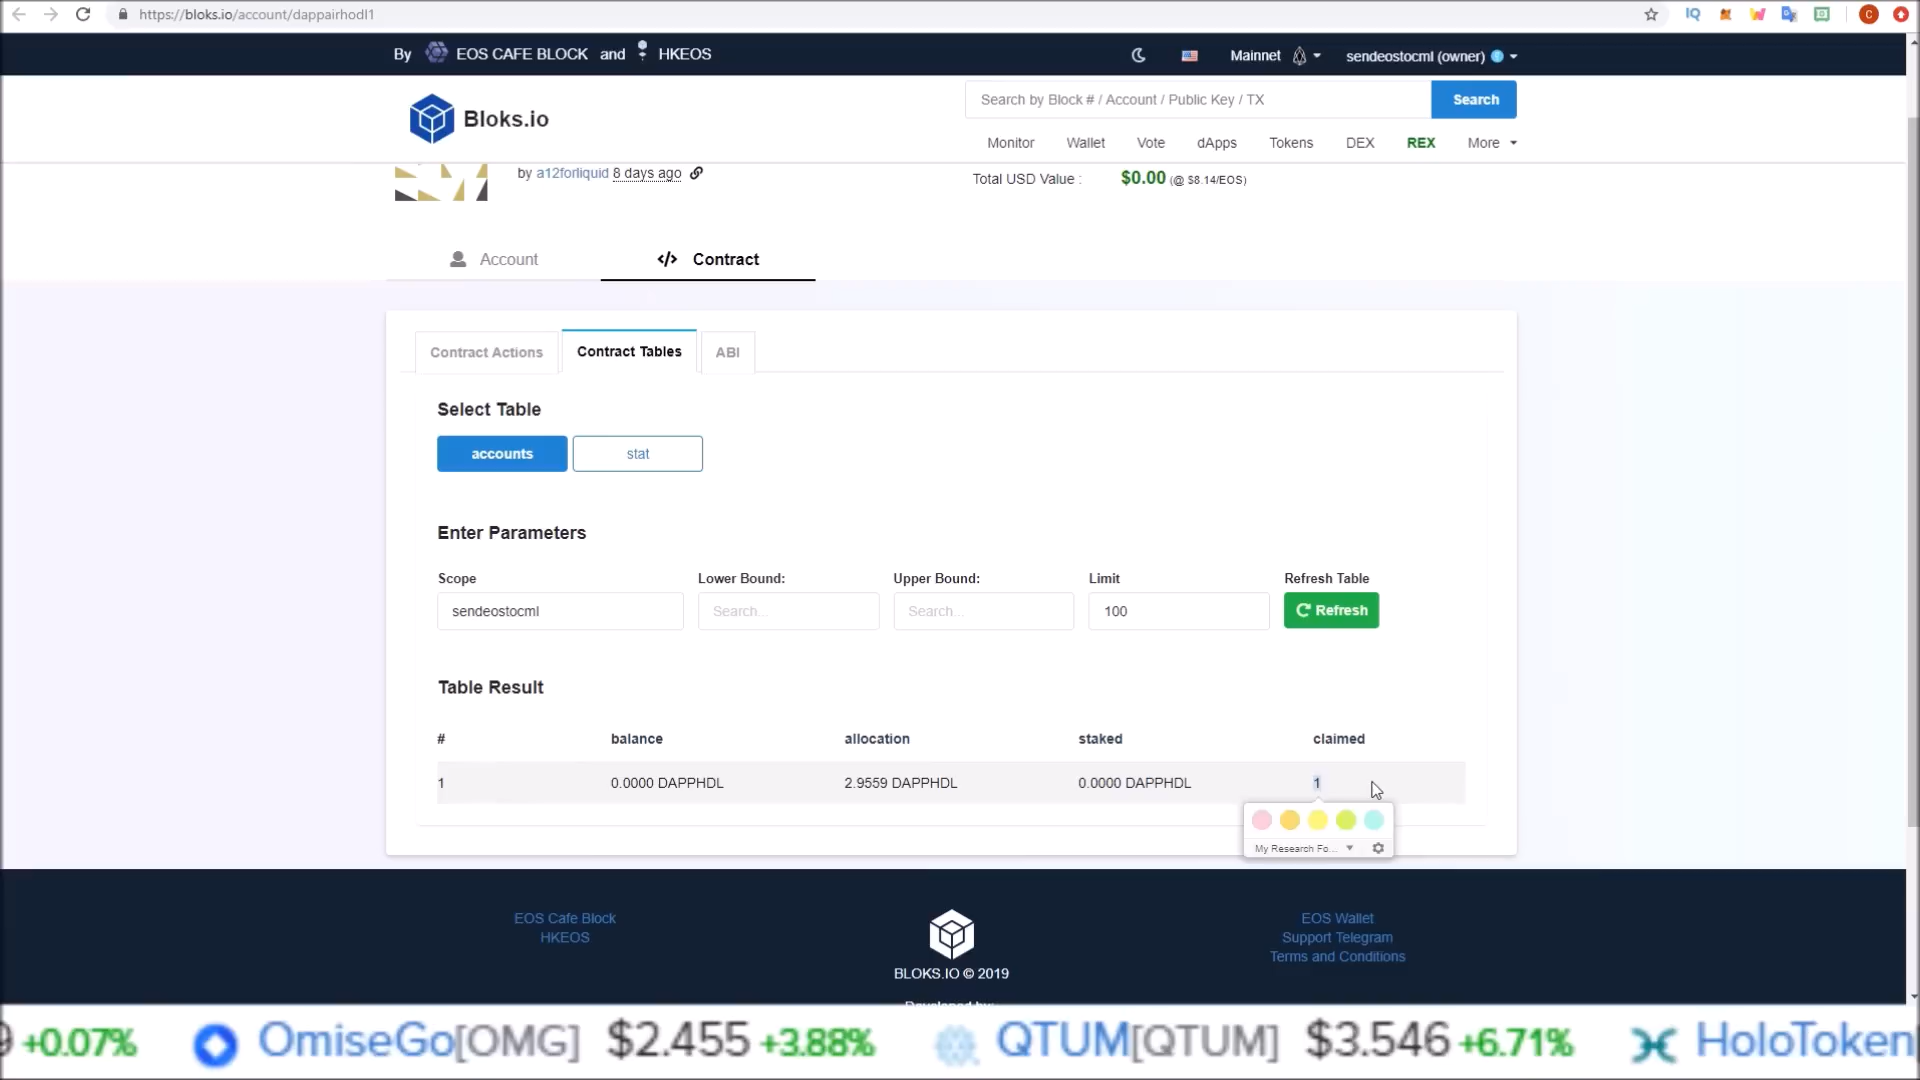 https://bloks.io/account/dappairhodl1
By EOS CAFE BLOCK and HKEOS
Mainnet
sendeostocml (owner)
Bloks.io
Search by Block # / Account / Public Key / TX
Search
Monitor Wallet Vote dApps Tokens DEX REX More
by a12forliquid 8 days ago
Total USD Value : $0.00 (@ $8.14/EOS)
Account
Contract
Contract Actions
Contract Tables
ABI
Select Table
accounts
stat
Enter Parameters
Scope Lower Bound: Upper Bound: Limit Refresh Table
sendeostocml Search... Search... 100 Refresh
Table Result
# balance allocation staked claimed
1 0.0000 DAPPHDL 2.9559 DAPPHDL 0.0000 DAPPHDL 1
My Research Fo...
EOS Cafe Block
HKEOS
BLOKS.IO © 2019
EOS Wallet
Support Telegram
Terms and Conditions
+0.07% OmiseGo[OMG] $2.455 +3.88% QTUM[QTUM] $3.546 +6.71% HoloToken